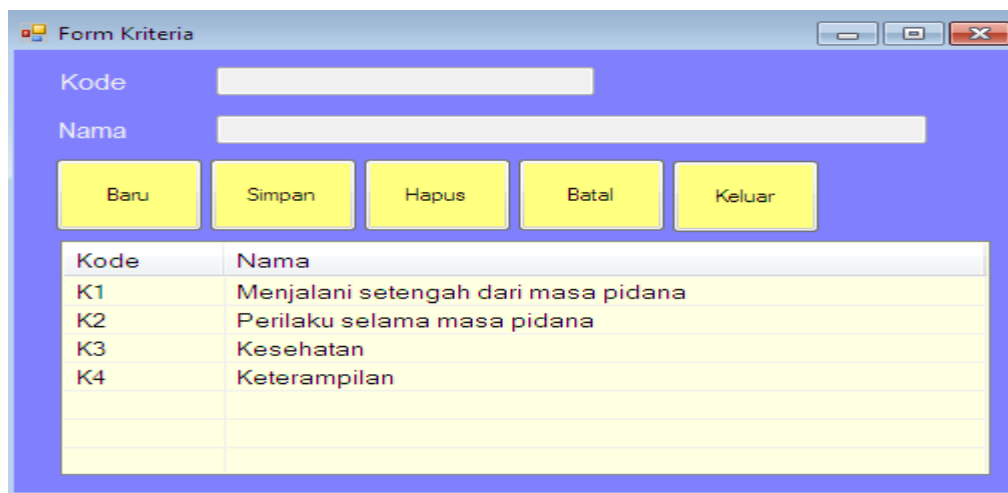 Form Kriteria
Kode
Nama
Baru Simpan Hapus Batal Keluar
Kode Nama
K1 Menjalani setengah dari masa pidana
K2 Perilaku selama masa pidana
K3 Kesehatan
K4 Keterampilan